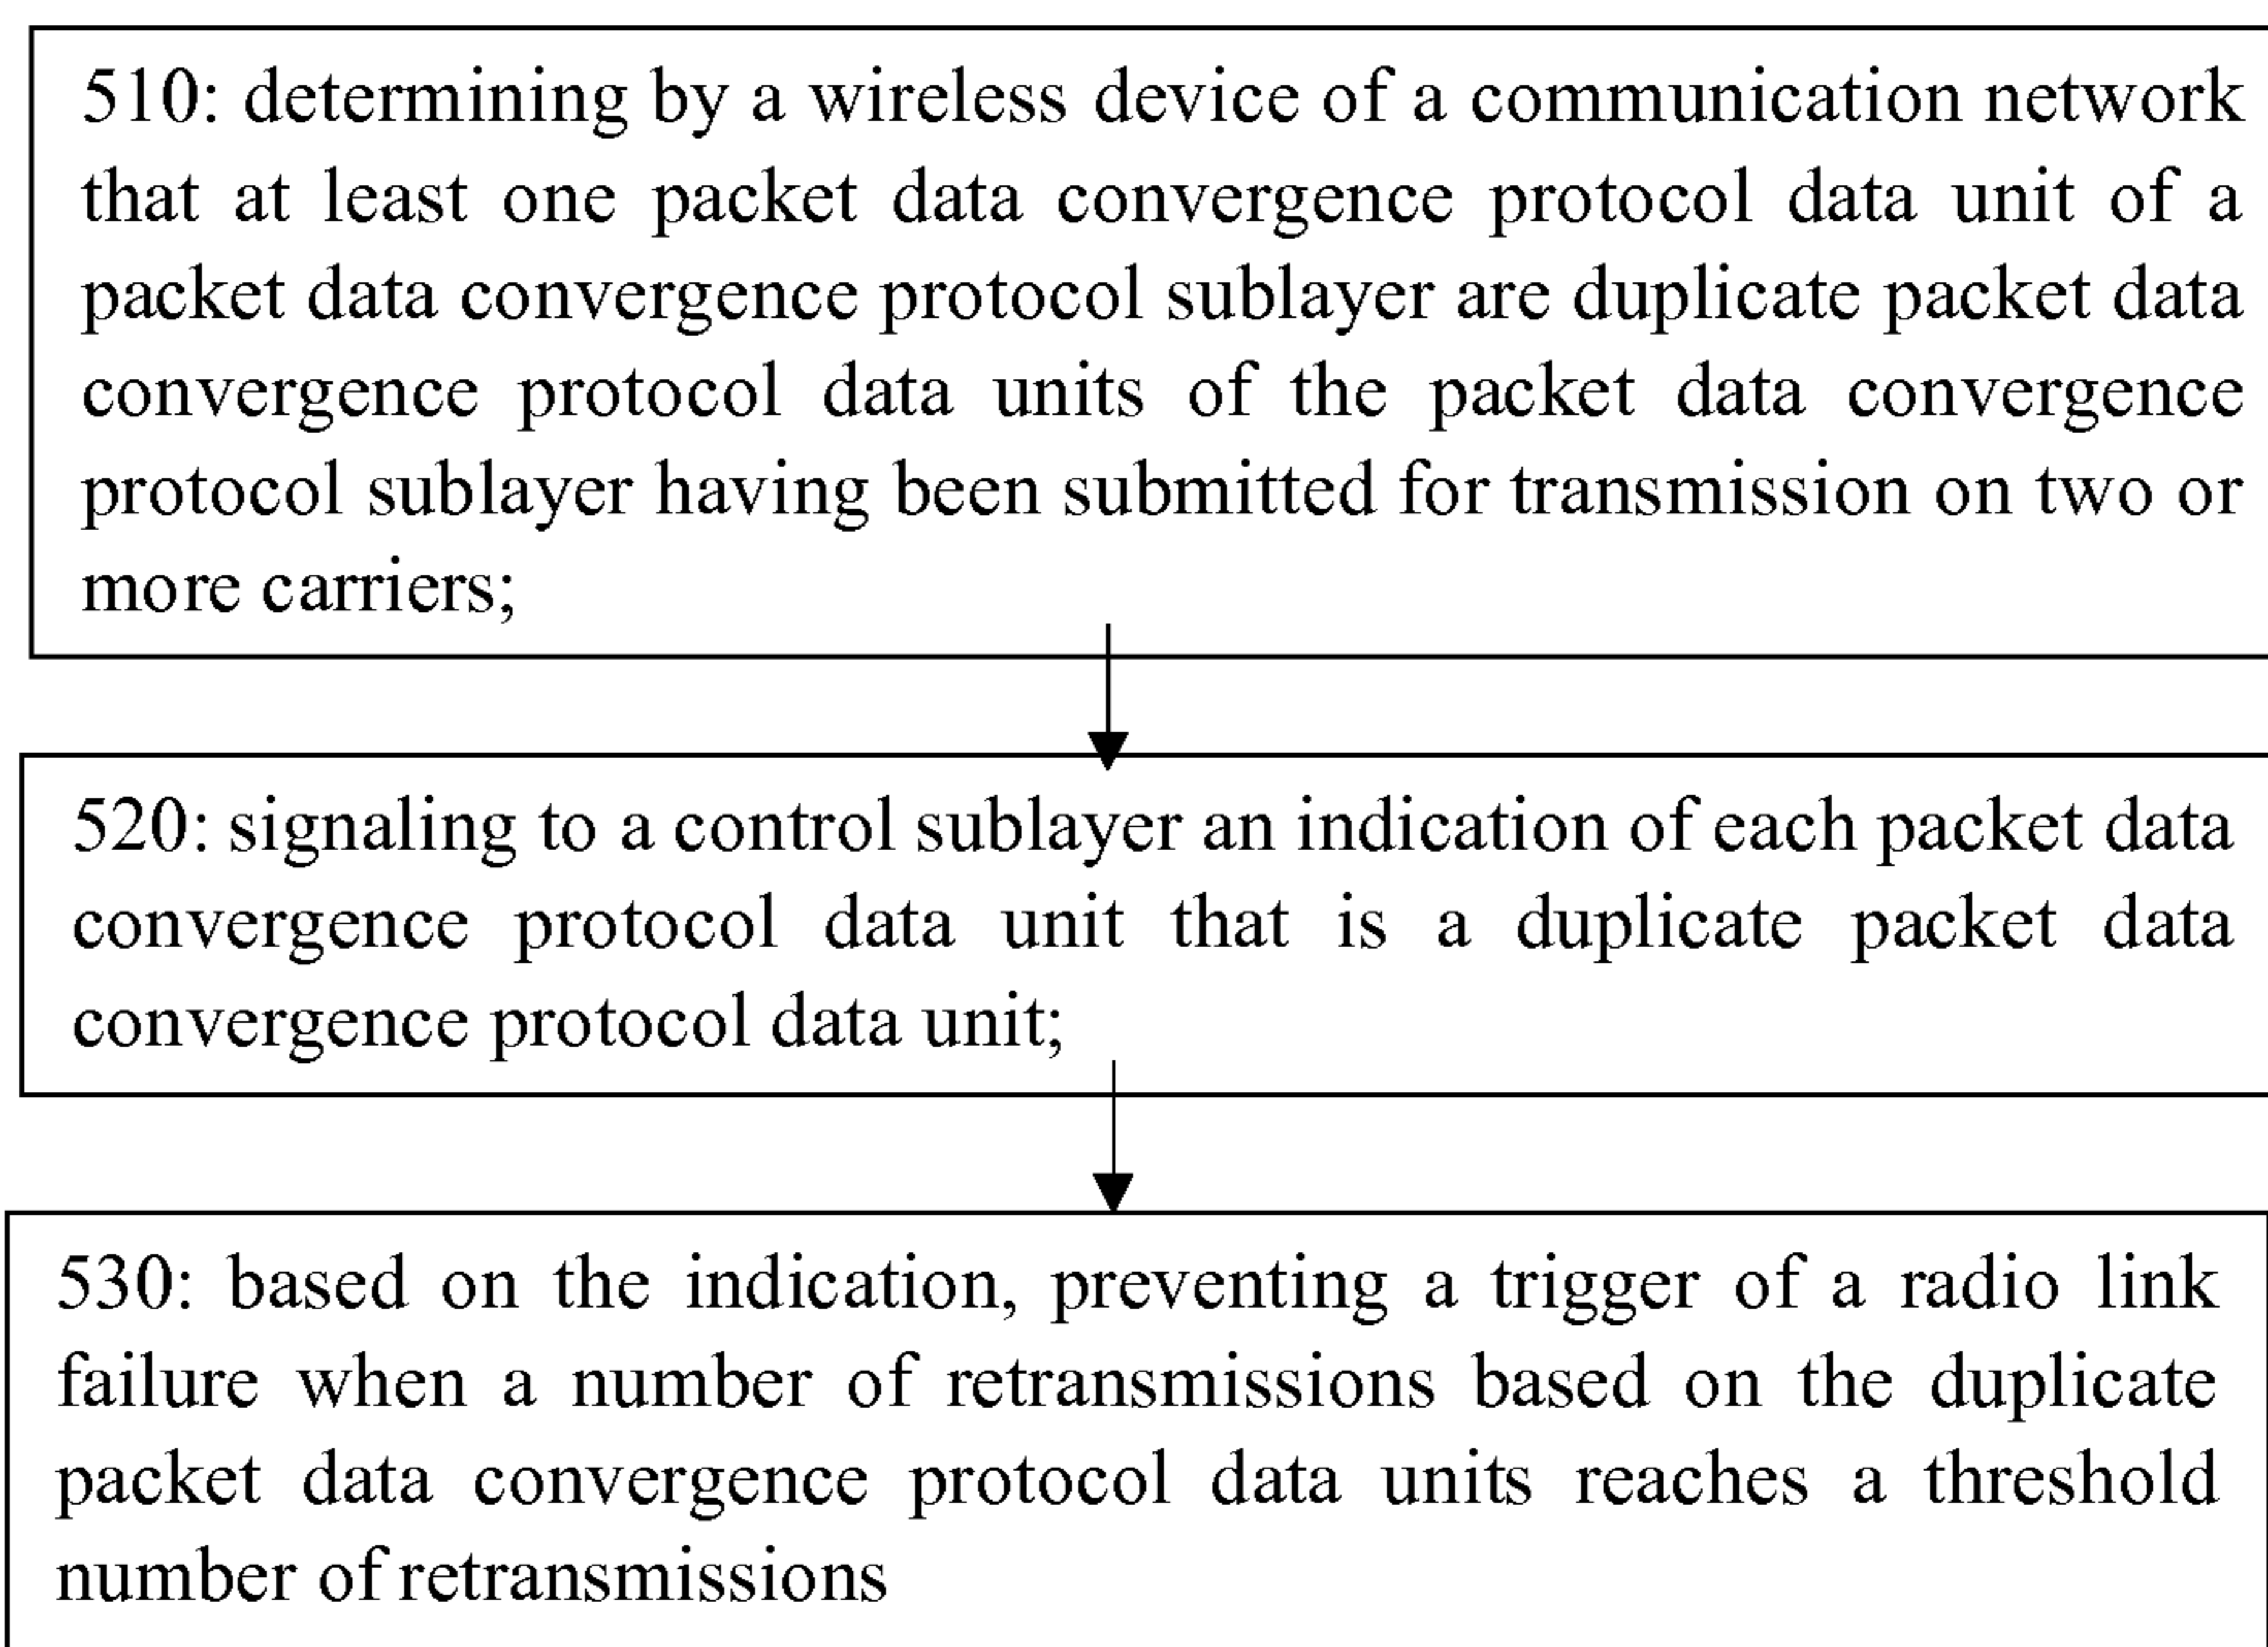 510: determining by a wireless device of a communication network
that at least one packet data convergence protocol data unit of a
packet data convergence protocol sublayer are duplicate packet data
convergence protocol data units of the packet data convergence
protocol sublayer having been submitted for transmission on two or
more carriers;
520: signaling to a control sublayer an indication of each packet data
convergence protocol data unit that is a duplicate packet data
convergence protocol data unit;
530: based on the indication, preventing a trigger of a radio link
failure when a number of retransmissions based on the duplicate
packet data convergence protocol data units reaches a threshold
number of retransmissions